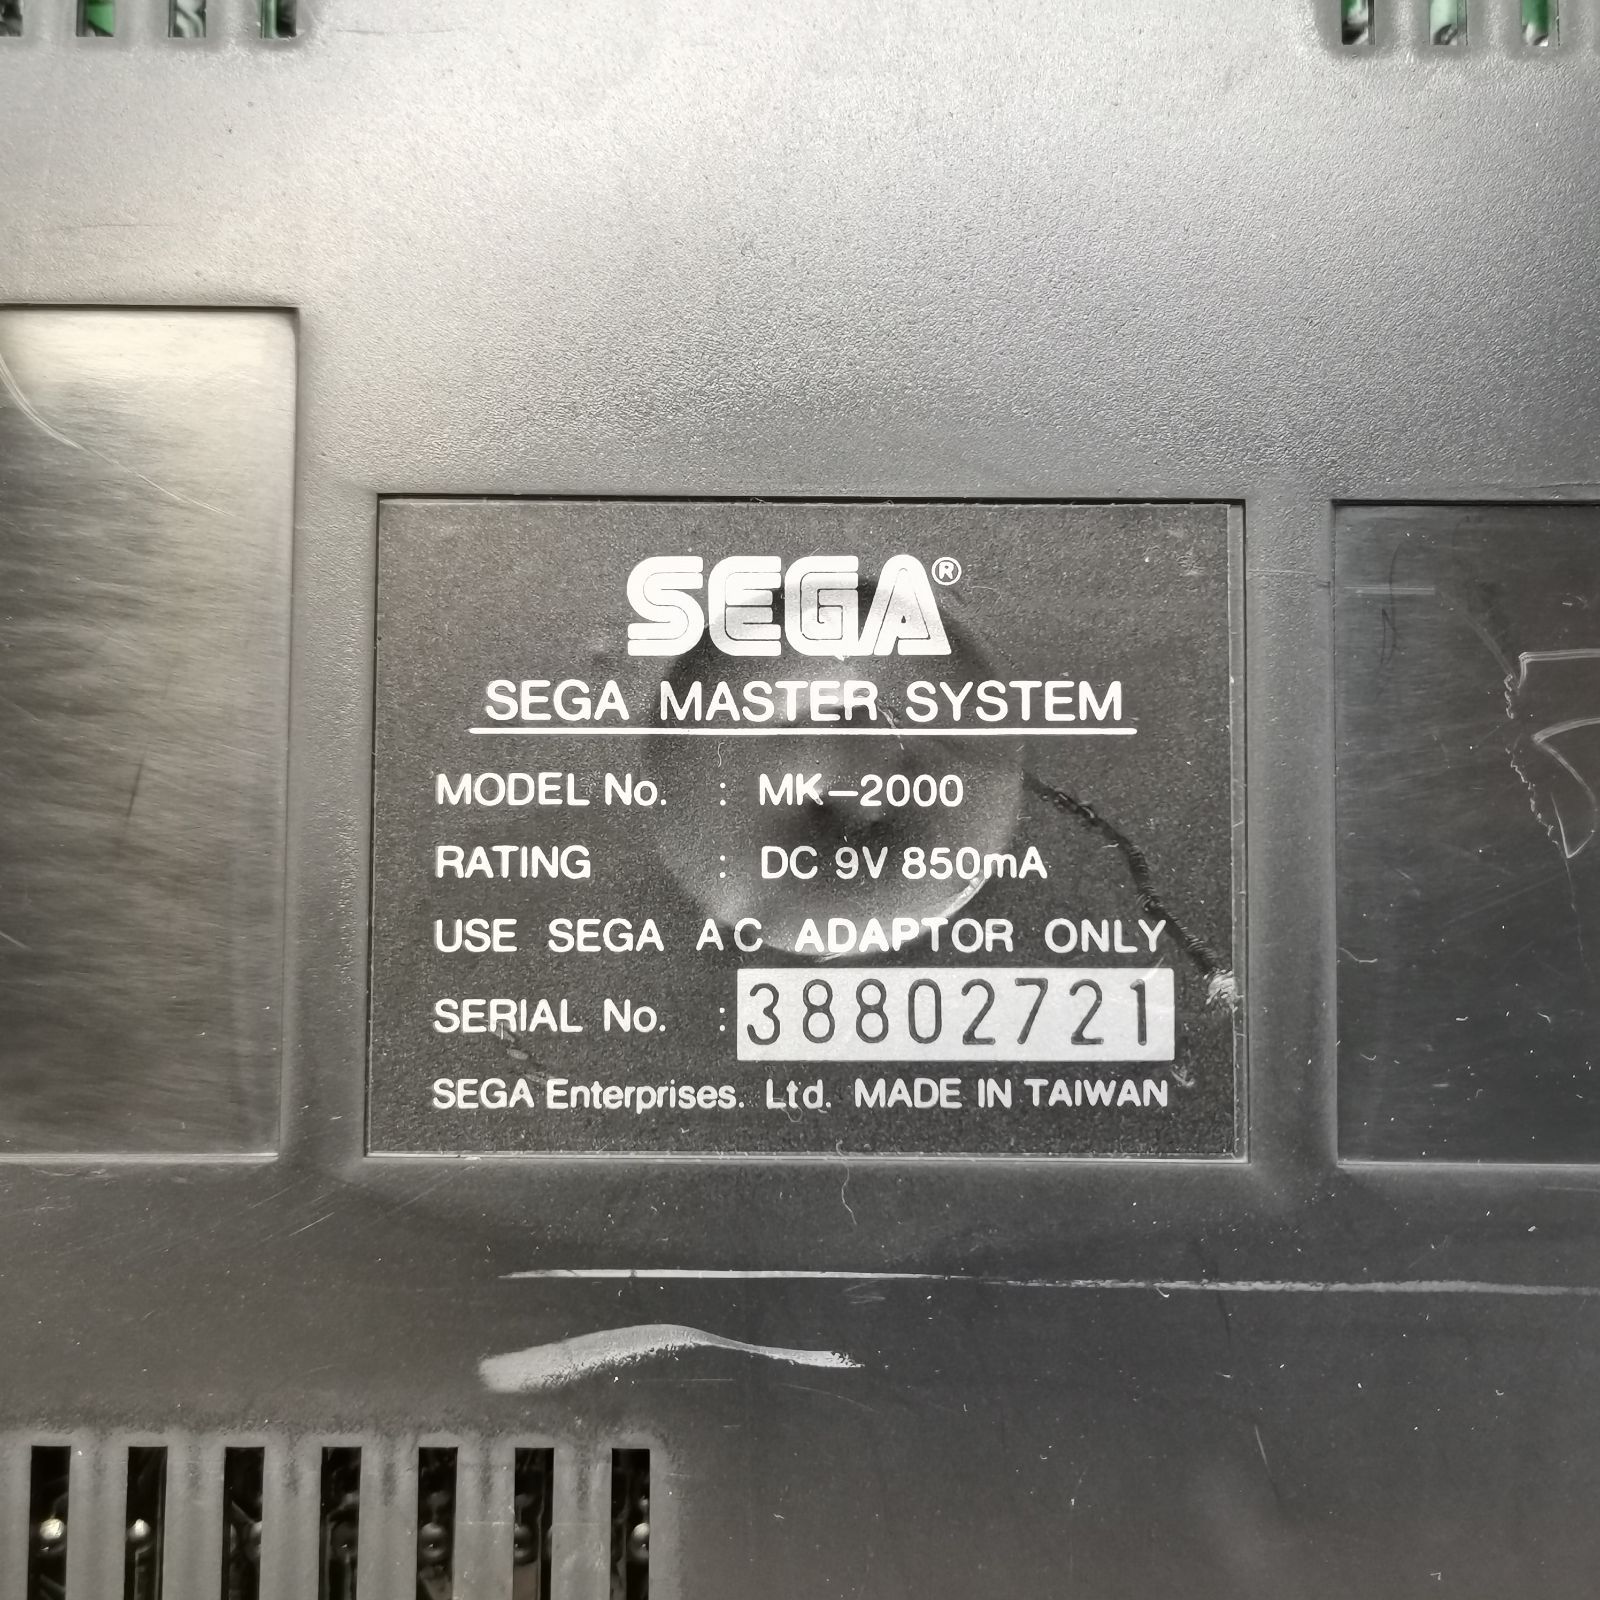 SEGA®
SEGA MASTER SYSTEM
MODEL No. : MK-2000
RATING : DC 9V 850mA
USE SEGA AC ADAPTOR ONLY
SERIAL No. : 38802721
SEGA Enterprises. Ltd. MADE IN TAIWAN